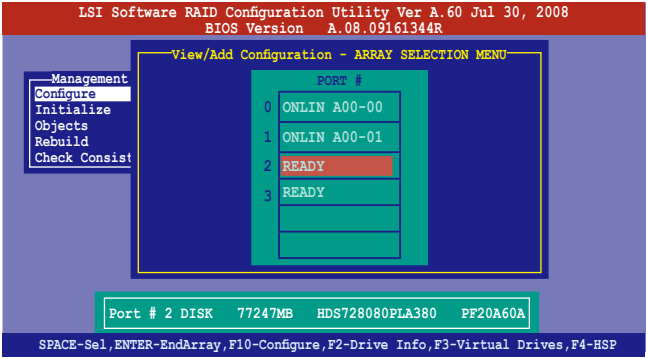 LSI Software RAID Configuration Utility Ver A.60 Jul 30, 2008
BIOS Version A.08.09161344R
View/Add Configuration - ARRAY SELECTION MENU
Management
Configure
Initialize
Objects
Rebuild
Check Consist
PORT #
0 ONLIN A00-00
1 ONLIN A00-01
2 READY
3 READY
Port # 2 DISK 77247MB HDS728080PLA380 PF20A60A
SPACE-Sel,ENTER-EndArray,F10-Configure,F2-Drive Info,F3-Virtual Drives,F4-HSP